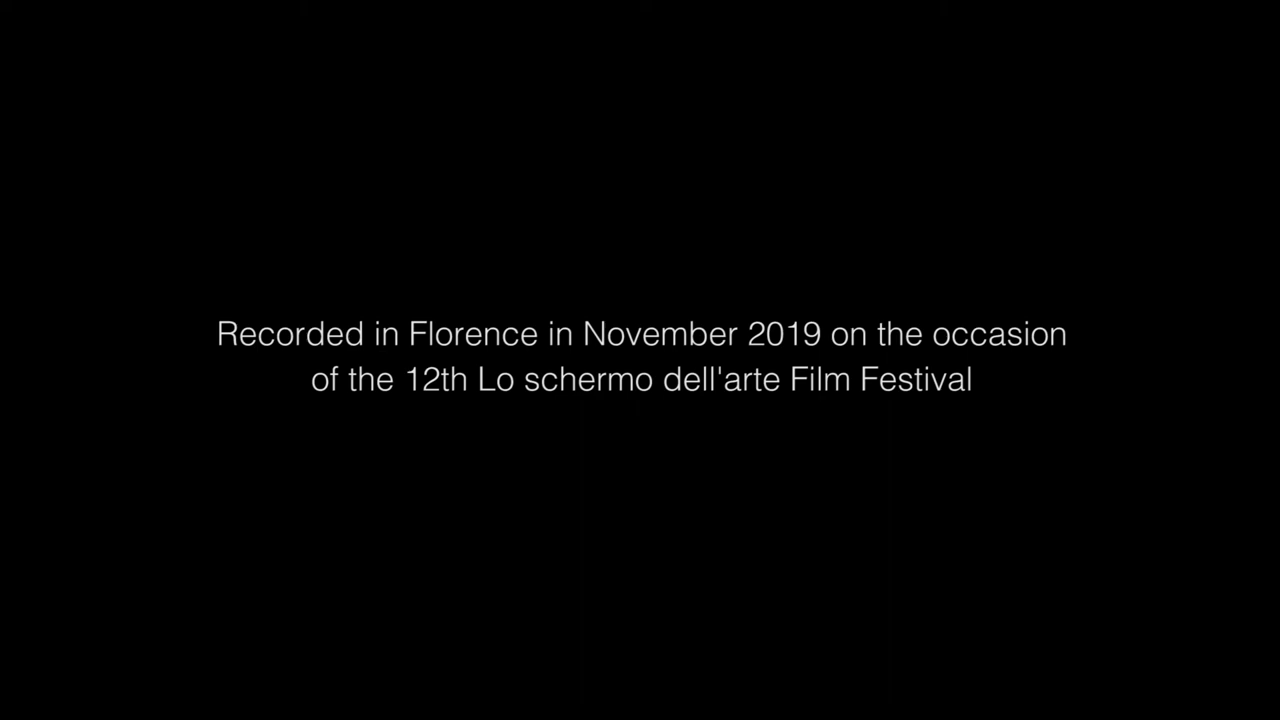 Recorded in Florence in November 2019 on the occasion
of the 12th Lo schermo dell'arte Film Festival